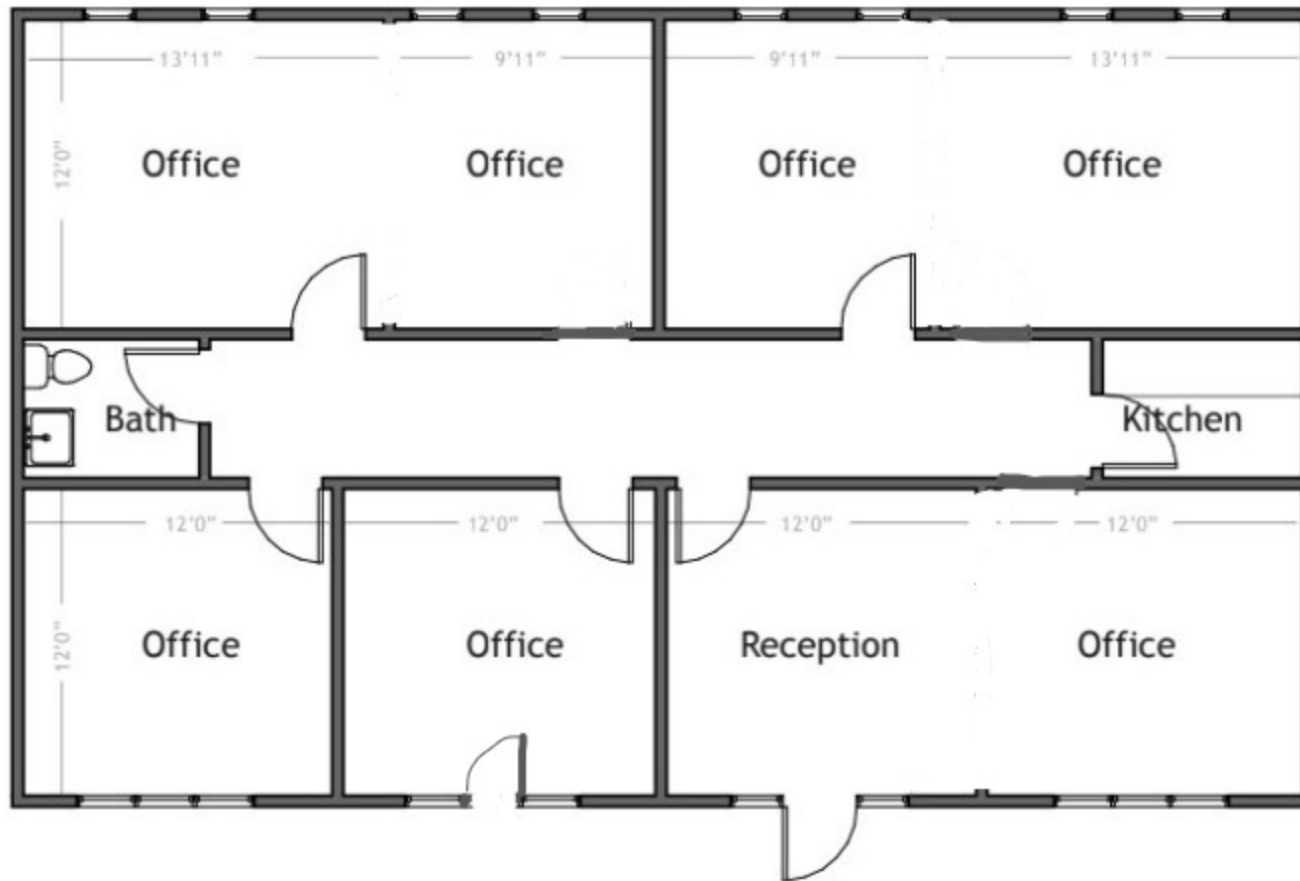 13'11" 9'11" 9'11" 13'11"
12'0"
Office Office Office Office
Bath Kitchen
12'0" 12'0" 12'0" 12'0"
12'0"
Office Office Reception Office